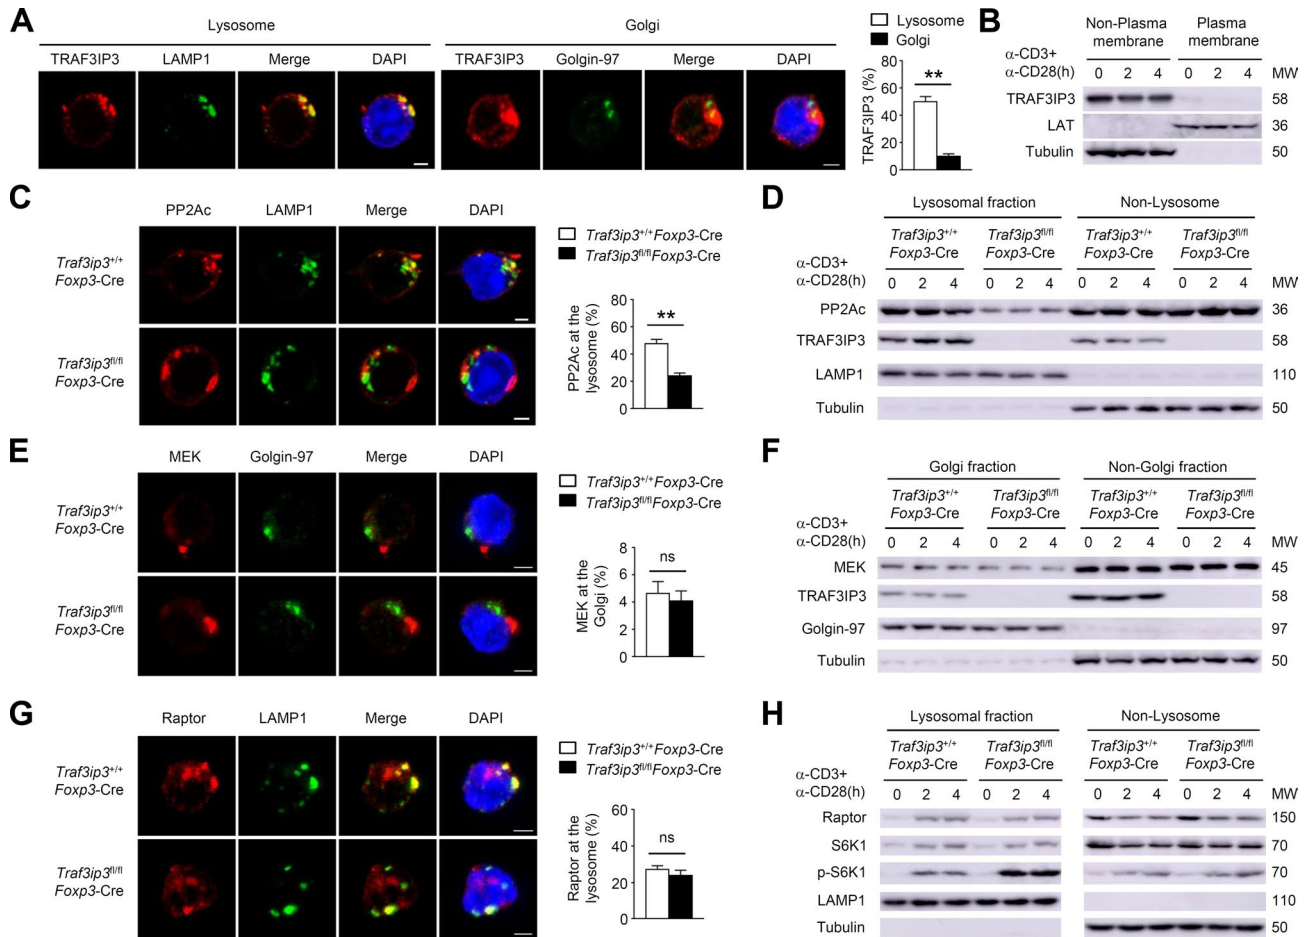 A
Lysosome
Golgi
TRAF3IP3 LAMP1 Merge DAPI
TRAF3IP3 Golgin-97 Merge DAPI
Lysosome
Golgi
TRAF3IP3 (%)
80
60
40
20
0
**
B
Non-Plasma membrane
Plasma membrane
α-CD3+
α-CD28(h)
0 2 4 0 2 4 MW
TRAF3IP3 58
LAT 36
Tubulin 50
C
PP2Ac LAMP1 Merge DAPI
Traf3ip3+/+
Foxp3-Cre
Traf3ip3fl/fl
Foxp3-Cre
Traf3ip3+/+Foxp3-Cre
Traf3ip3fl/flFoxp3-Cre
PP2Ac at the
lysosome (%)
80
60
40
20
0
**
D
Lysosomal fraction Non-Lysosome
Traf3ip3+/+ Traf3ip3fl/fl Traf3ip3+/+ Traf3ip3fl/fl
Foxp3-Cre Foxp3-Cre Foxp3-Cre Foxp3-Cre
α-CD3+
α-CD28(h)
0 2 4 0 2 4 0 2 4 0 2 4 MW
PP2Ac 36
TRAF3IP3 58
LAMP1 110
Tubulin 50
E
MEK Golgin-97 Merge DAPI
Traf3ip3+/+
Foxp3-Cre
Traf3ip3fl/fl
Foxp3-Cre
Traf3ip3+/+Foxp3-Cre
Traf3ip3fl/flFoxp3-Cre
MEK at the
Golgi (%)
8
6
4
2
0
ns
F
Golgi fraction Non-Golgi fraction
Traf3ip3+/+ Traf3ip3fl/fl Traf3ip3+/+ Traf3ip3fl/fl
Foxp3-Cre Foxp3-Cre Foxp3-Cre Foxp3-Cre
α-CD3+
α-CD28(h)
0 2 4 0 2 4 0 2 4 0 2 4 MW
MEK 45
TRAF3IP3 58
Golgin-97 97
Tubulin 50
G
Raptor LAMP1 Merge DAPI
Traf3ip3+/+
Foxp3-Cre
Traf3ip3fl/fl
Foxp3-Cre
Traf3ip3+/+Foxp3-Cre
Traf3ip3fl/flFoxp3-Cre
Raptor at the
lysosome (%)
60
40
20
0
ns
H
Lysosomal fraction Non-Lysosome
Traf3ip3+/+ Traf3ip3fl/fl Traf3ip3+/+ Traf3ip3fl/fl
Foxp3-Cre Foxp3-Cre Foxp3-Cre Foxp3-Cre
α-CD3+
α-CD28(h)
0 2 4 0 2 4 0 2 4 0 2 4 MW
Raptor 150
S6K1 70
p-S6K1 70
LAMP1 110
Tubulin 50